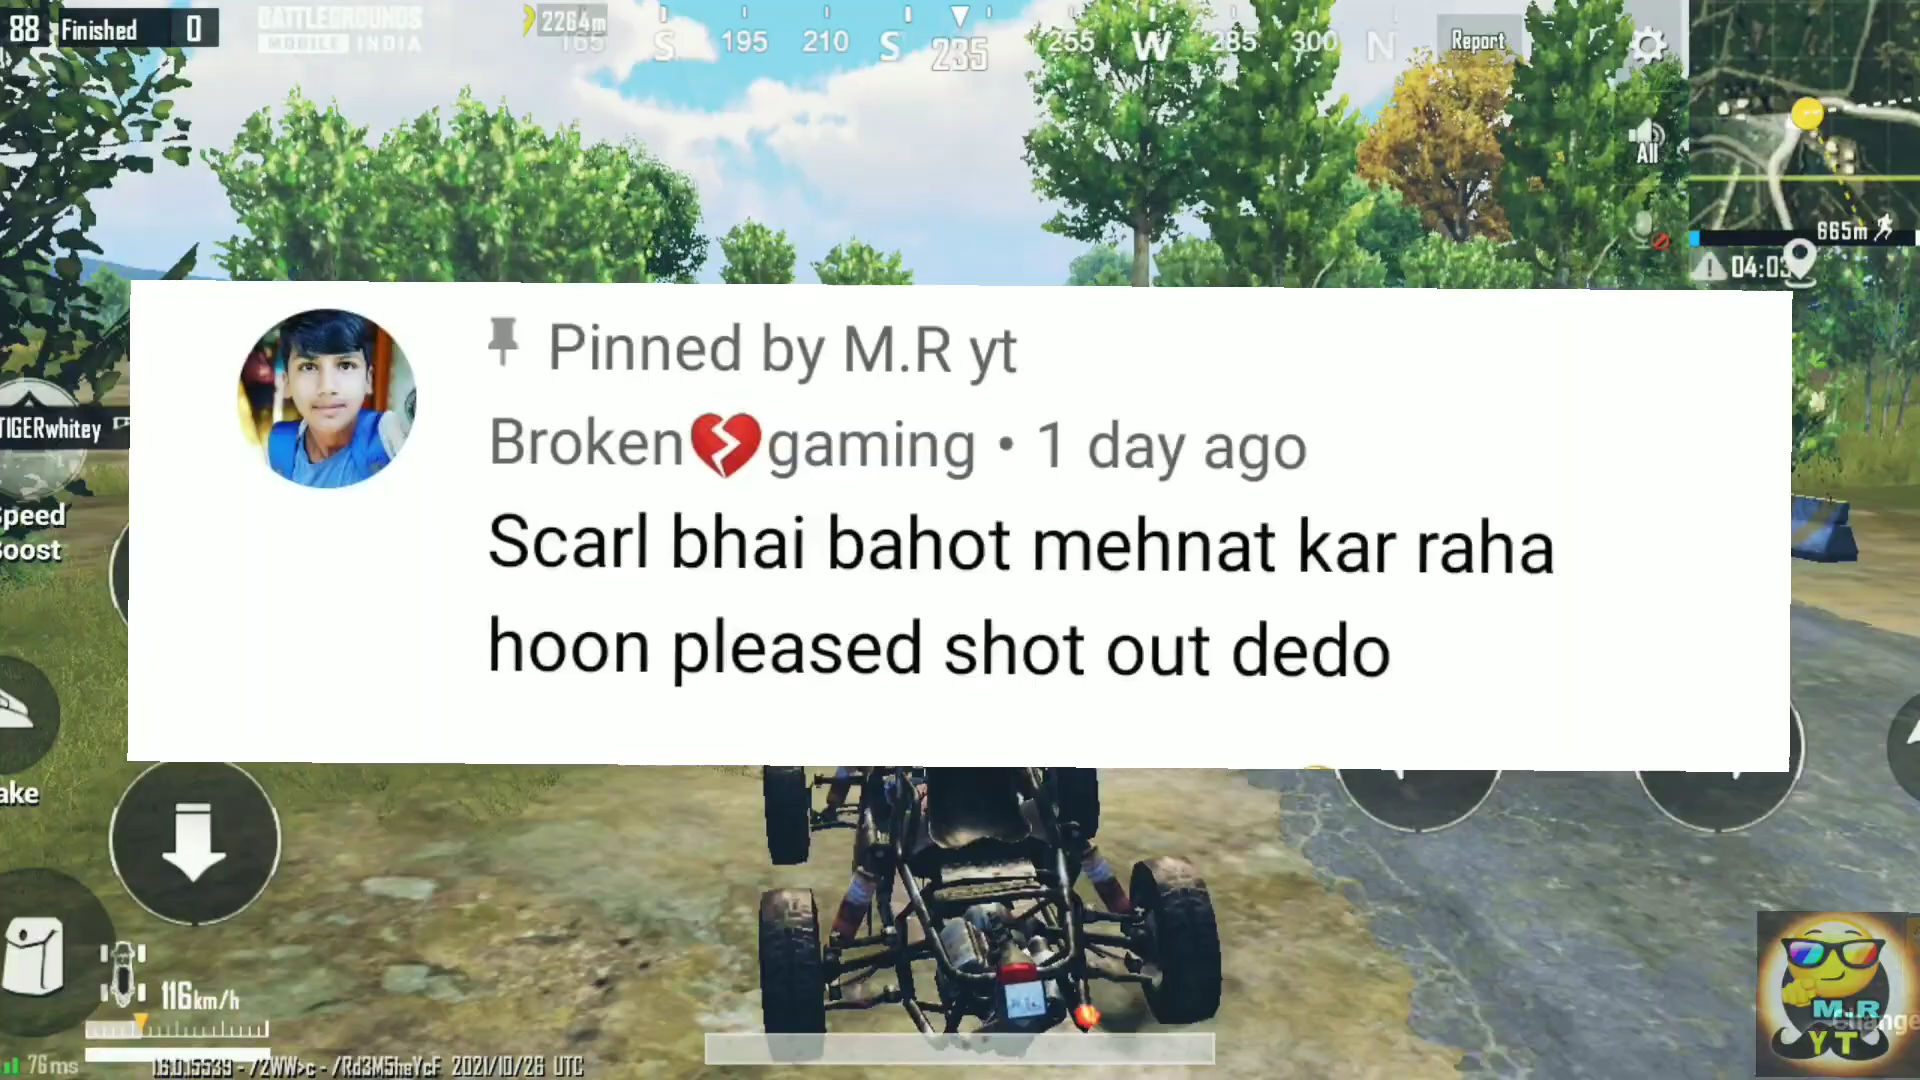 88 Finished 0
BATTLEGROUNDS
MOBILE INDIA
2264m
165 S 195 210 S 235 255 W 285 300 N
Report
All
665m
04:03
Pinned by M.R yt
Broken💔gaming • 1 day ago
Scarl bhai bahot mehnat kar raha
hoon pleased shot out dedo
TIGERwhitey
Speed
Boost
ake
116km/h
M.R
YT
76ms
2021/10/26 UTC